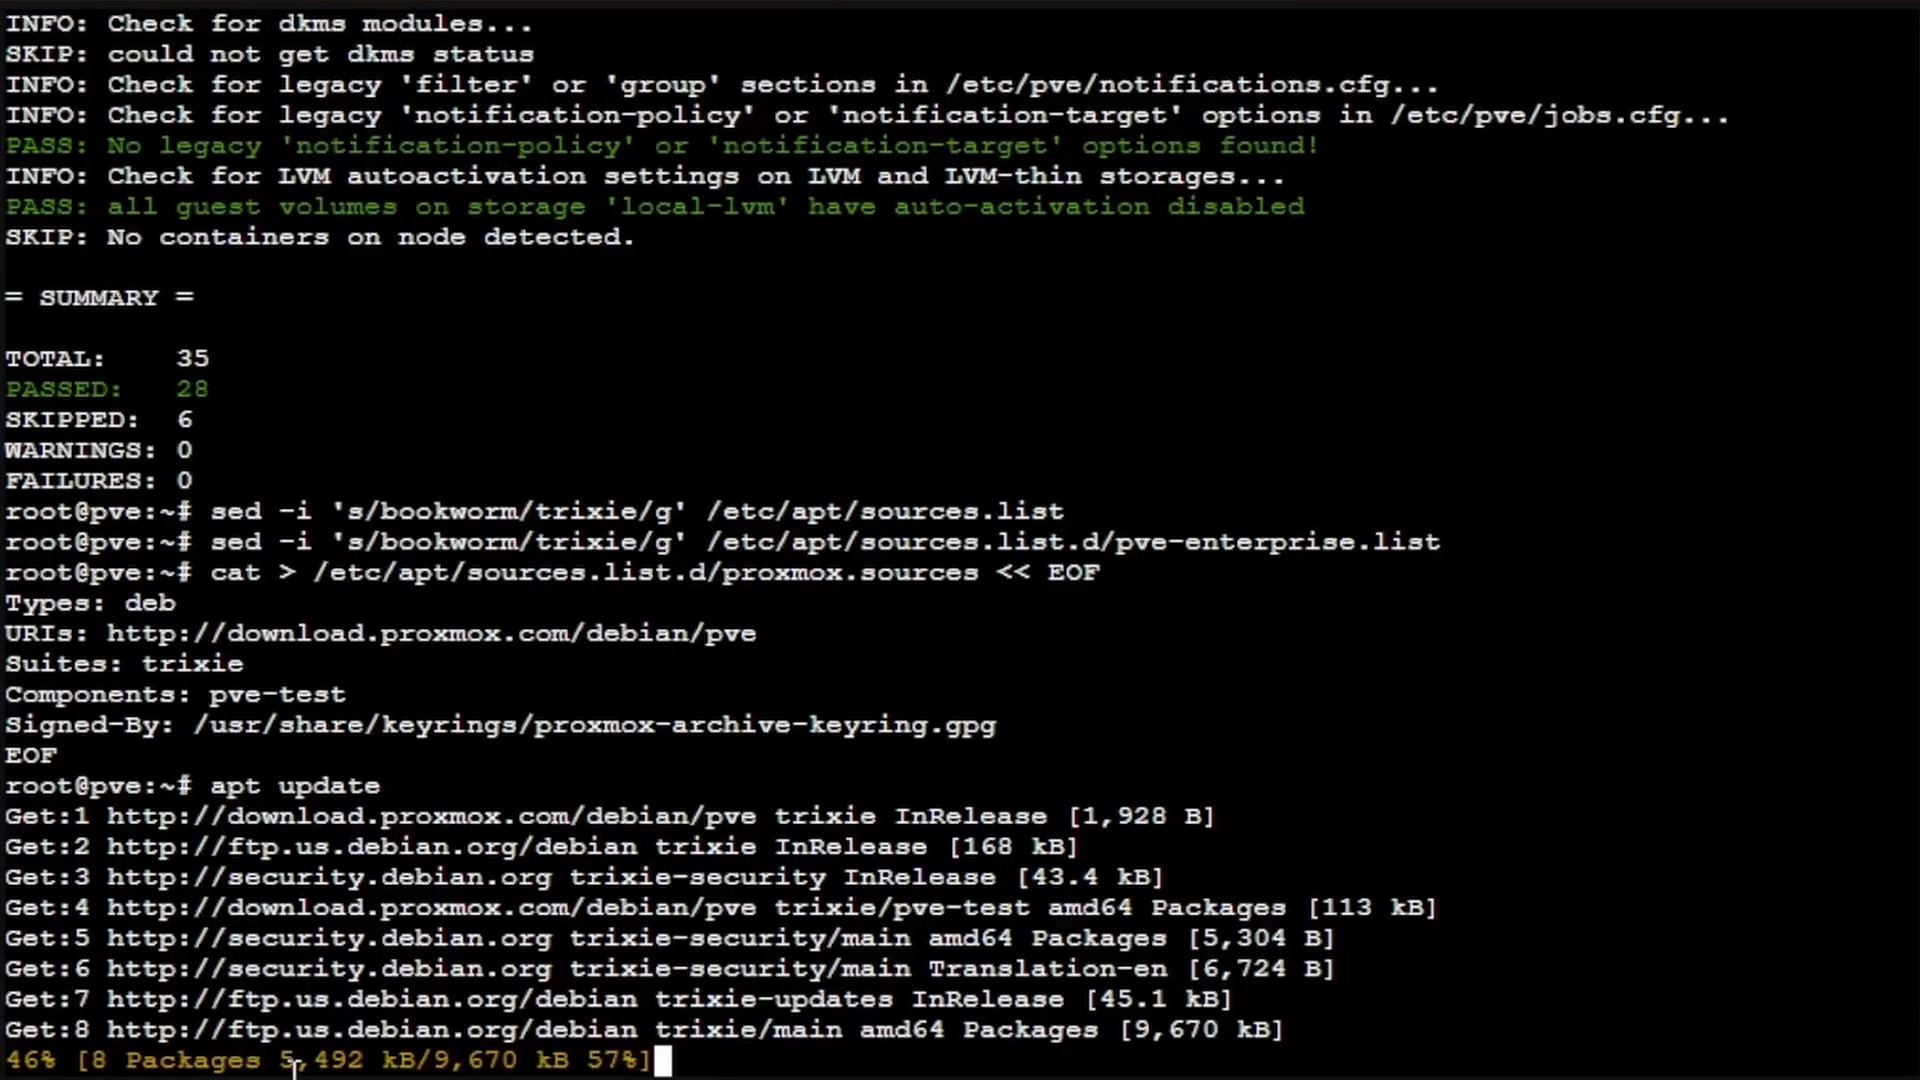 INFO: Check for dkms modules...
SKIP: could not get dkms status
INFO: Check for legacy 'filter' or 'group' sections in /etc/pve/notifications.cfg...
INFO: Check for legacy 'notification-policy' or 'notification-target' options in /etc/pve/jobs.cfg...
PASS: No legacy 'notification-policy' or 'notification-target' options found!
INFO: Check for LVM autoactivation settings on LVM and LVM-thin storages...
PASS: all guest volumes on storage 'local-lvm' have auto-activation disabled
SKIP: No containers on node detected.
= SUMMARY =
TOTAL: 35
PASSED: 28
SKIPPED: 6
WARNINGS: 0
FAILURES: 0
root@pve:~# sed -i 's/bookworm/trixie/g' /etc/apt/sources.list
root@pve:~# sed -i 's/bookworm/trixie/g' /etc/apt/sources.list.d/pve-enterprise.list
root@pve:~# cat > /etc/apt/sources.list.d/proxmox.sources << EOF
Types: deb
URIs: http://download.proxmox.com/debian/pve
Suites: trixie
Components: pve-test
Signed-By: /usr/share/keyrings/proxmox-archive-keyring.gpg
EOF
root@pve:~# apt update
Get:1 http://download.proxmox.com/debian/pve trixie InRelease [1,928 B]
Get:2 http://ftp.us.debian.org/debian trixie InRelease [168 kB]
Get:3 http://security.debian.org trixie-security InRelease [43.4 kB]
Get:4 http://download.proxmox.com/debian/pve trixie/pve-test amd64 Packages [113 kB]
Get:5 http://security.debian.org trixie-security/main amd64 Packages [5,304 B]
Get:6 http://security.debian.org trixie-security/main Translation-en [6,724 B]
Get:7 http://ftp.us.debian.org/debian trixie-updates InRelease [45.1 kB]
Get:8 http://ftp.us.debian.org/debian trixie/main amd64 Packages [9,670 kB]
46% [8 Packages 5,492 kB/9,670 kB 57%]